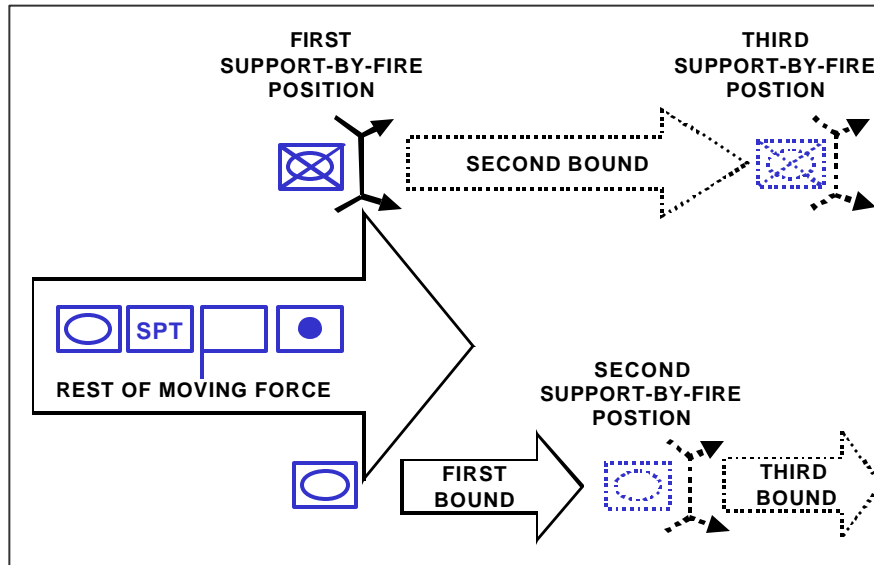 FIRST
SUPPORT-BY-FIRE
POSITION
THIRD
SUPPORT-BY-FIRE
POSTION
SECOND BOUND
SPT
REST OF MOVING FORCE
SECOND
SUPPORT-BY-FIRE
POSTION
FIRST
BOUND
THIRD
BOUND